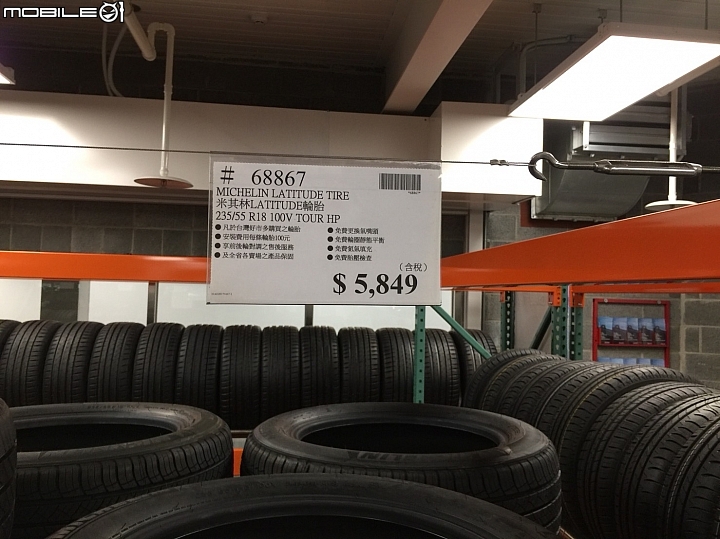 MOBILE01
# 68867
MICHELIN LATITUDE TIRE
米其林LATITUDE輪胎
235/55 R18 100V TOUR HP
● 凡於台灣好市多購買之輪胎
● 安裝費用每條輪胎100元
● 享前後輪對調之售後服務
● 及全省各賣場之產品保固
● 免費更換氣嘴頭
● 免費輪圈靜態平衡
● 免費氮氣填充
● 免費胎壓檢查
(含稅)
$ 5,849